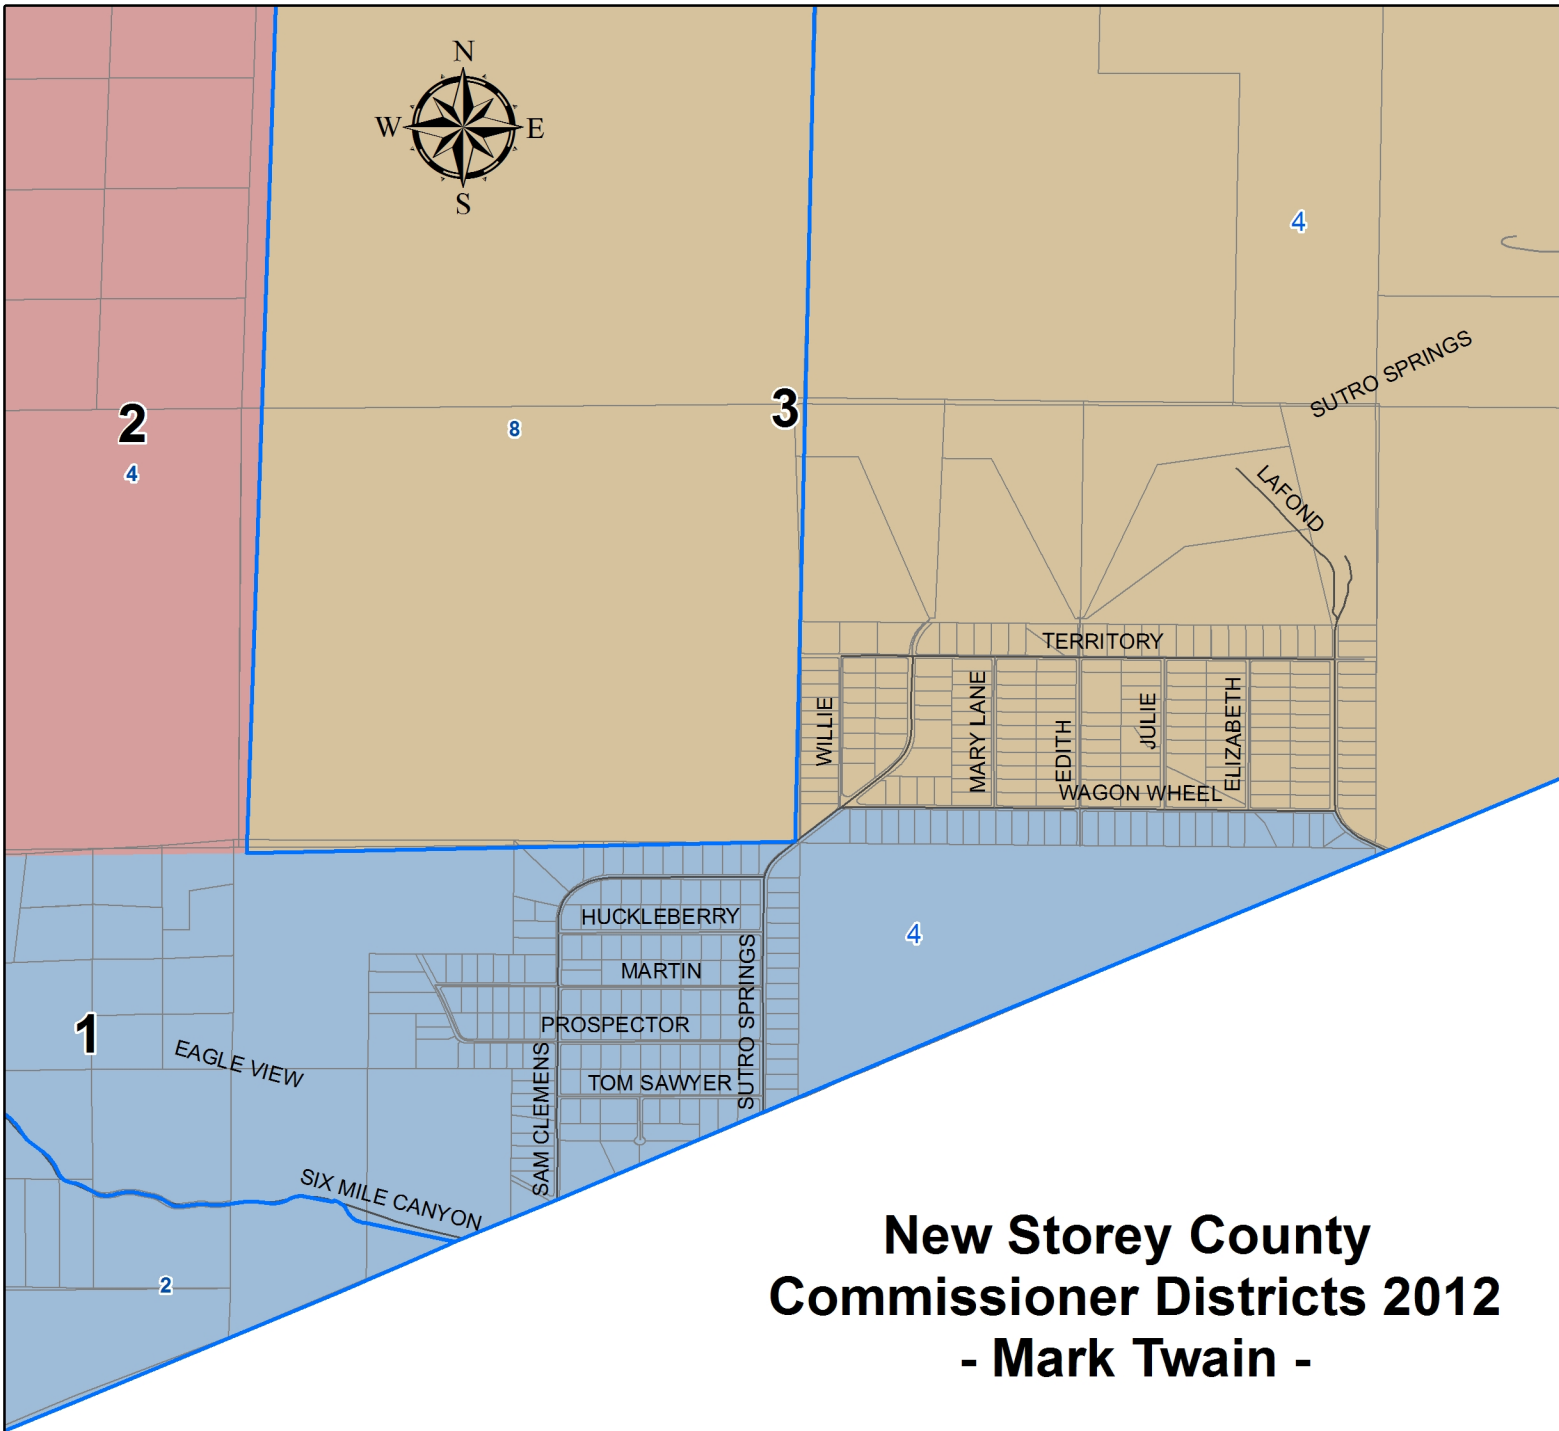 N
W
E
S
4
SUTRO SPRINGS
3
2
8
4
LAFOND
TERRITORY
WILLIE
MARY LANE
EDITH
JULIE
ELIZABETH
WAGON WHEEL
HUCKLEBERRY
4
MARTIN
SUTRO SPRINGS
1
PROSPECTOR
EAGLE VIEW
TOM SAWYER
SAM CLEMENS
SIX MILE CANYON
2
New Storey County
Commissioner Districts 2012
- Mark Twain -